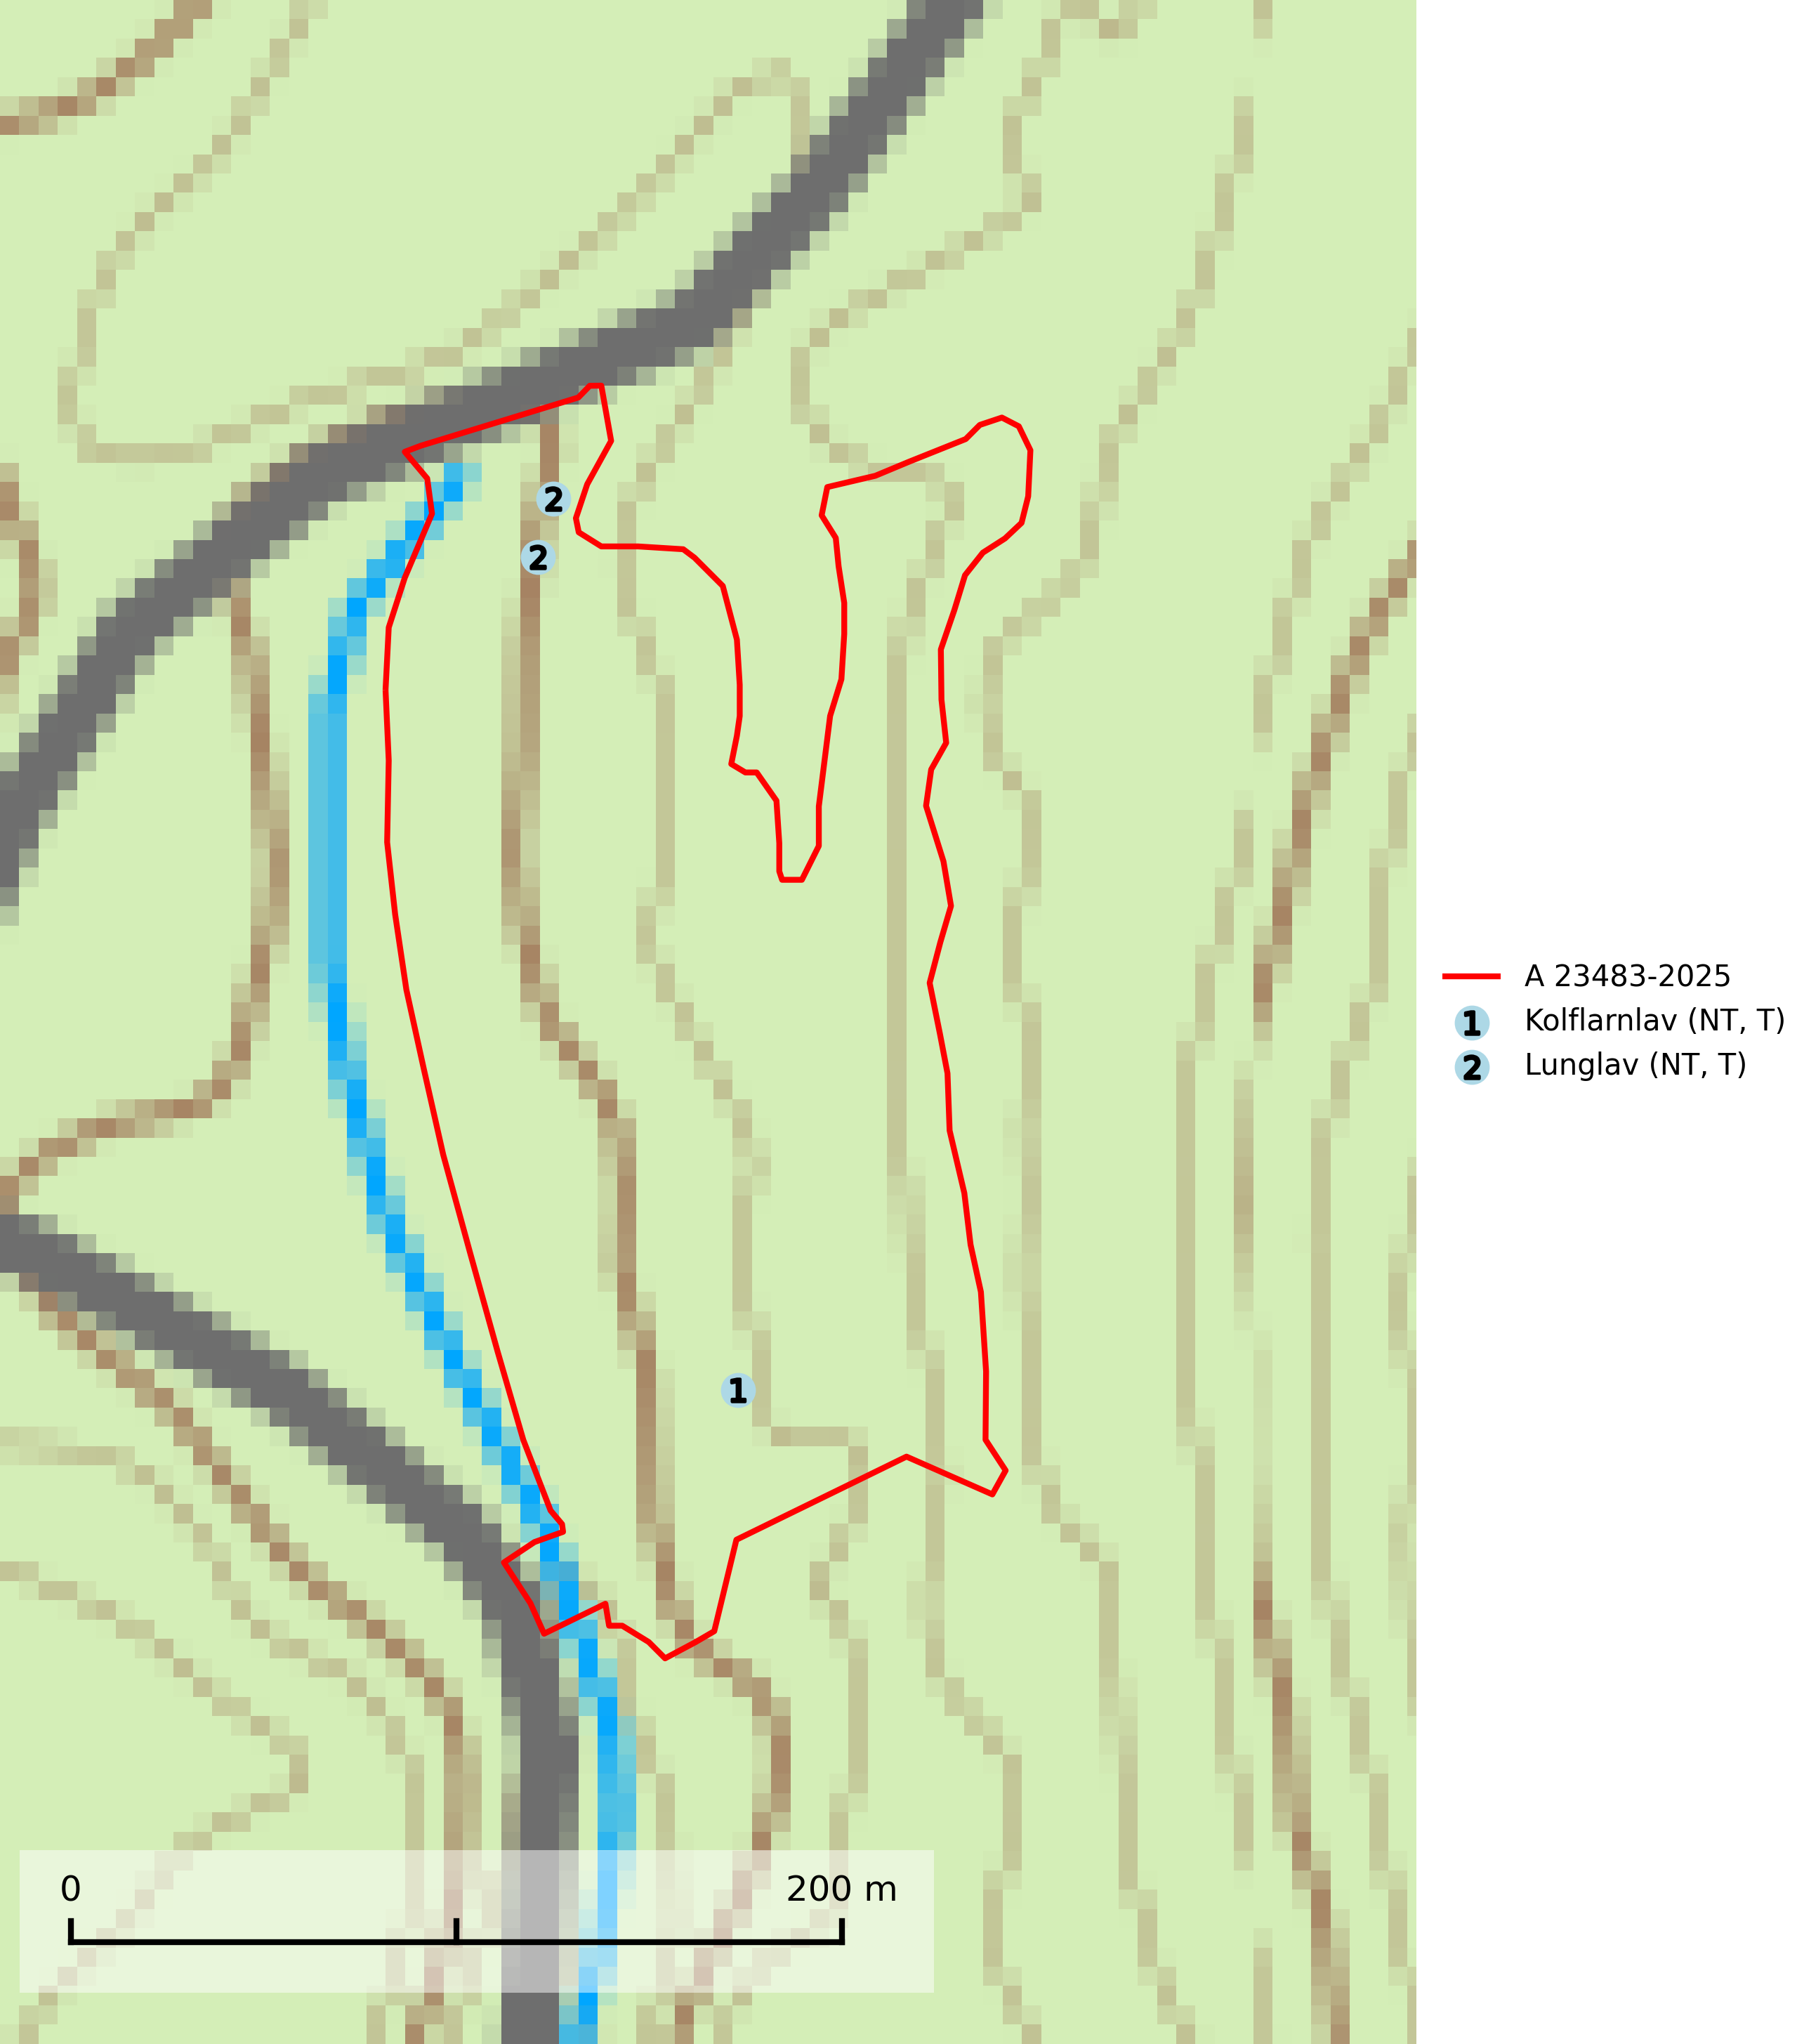 2
2
1
A 23483-2025
1 Kolflarnlav (NT, T)
2 Lunglav (NT, T)
0 200 m